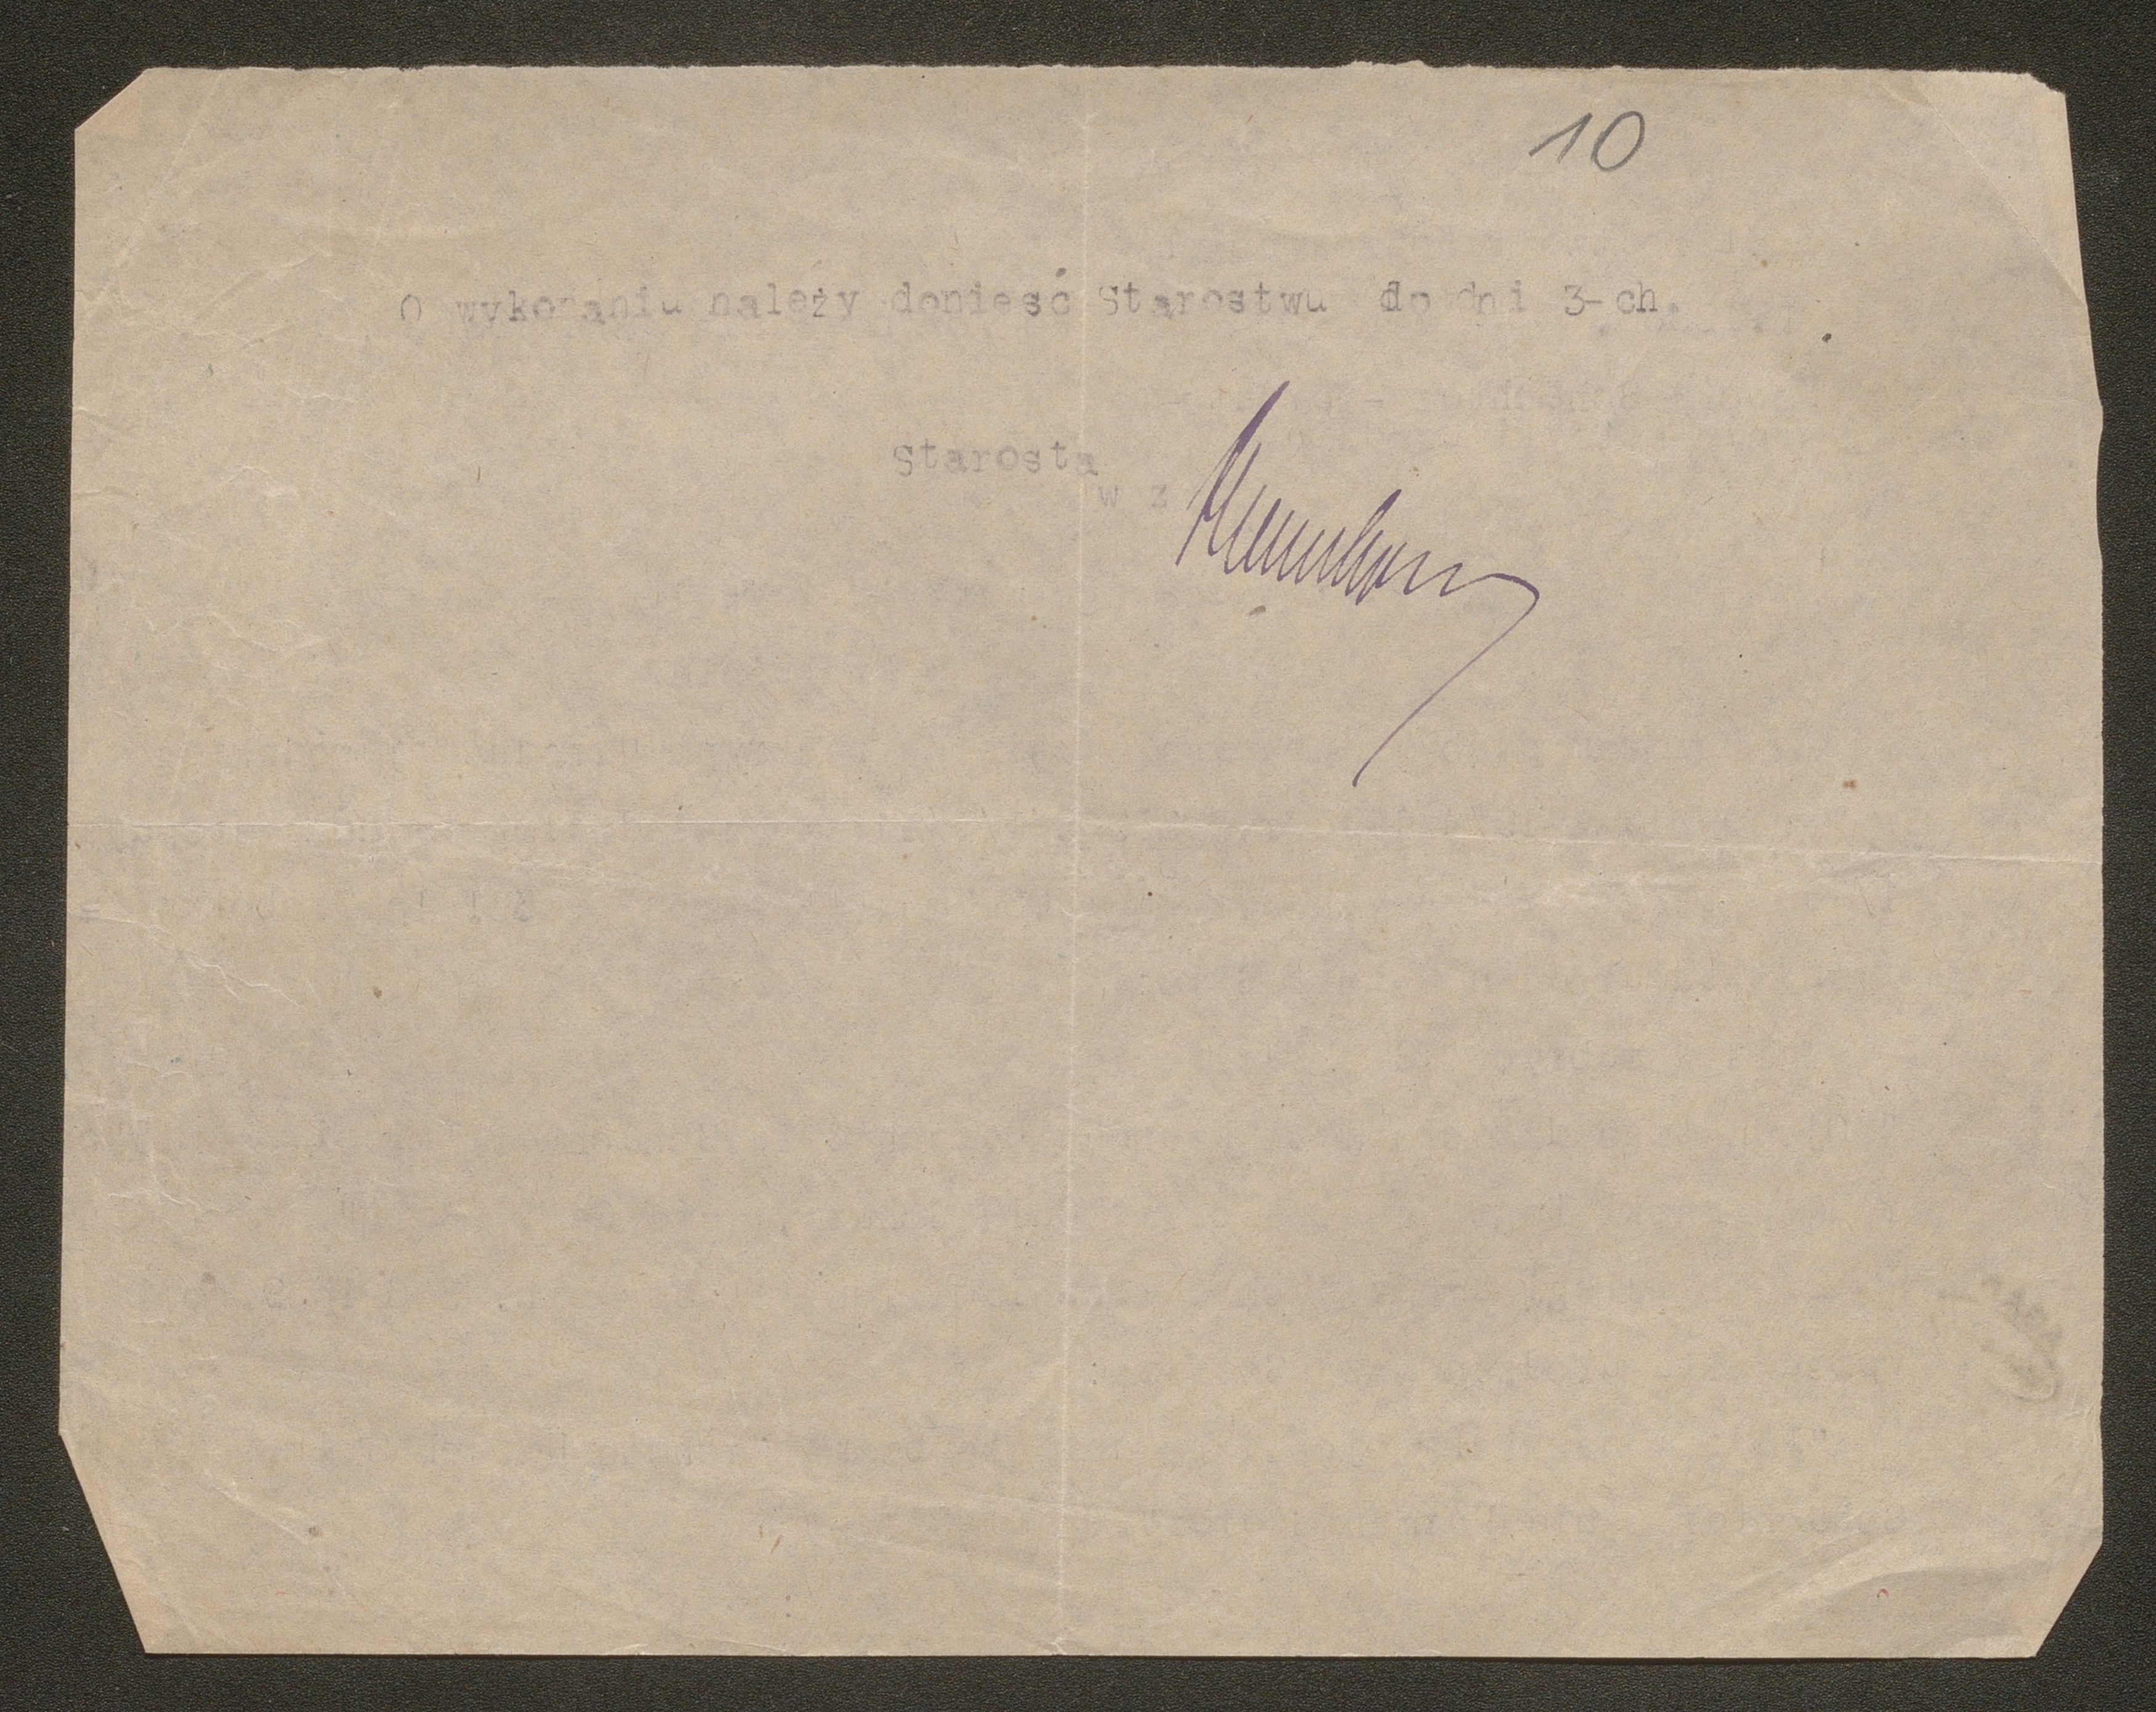 10
O wykonaniu należy donieść Starostwu do dni 3-ch.
Starosta
w z